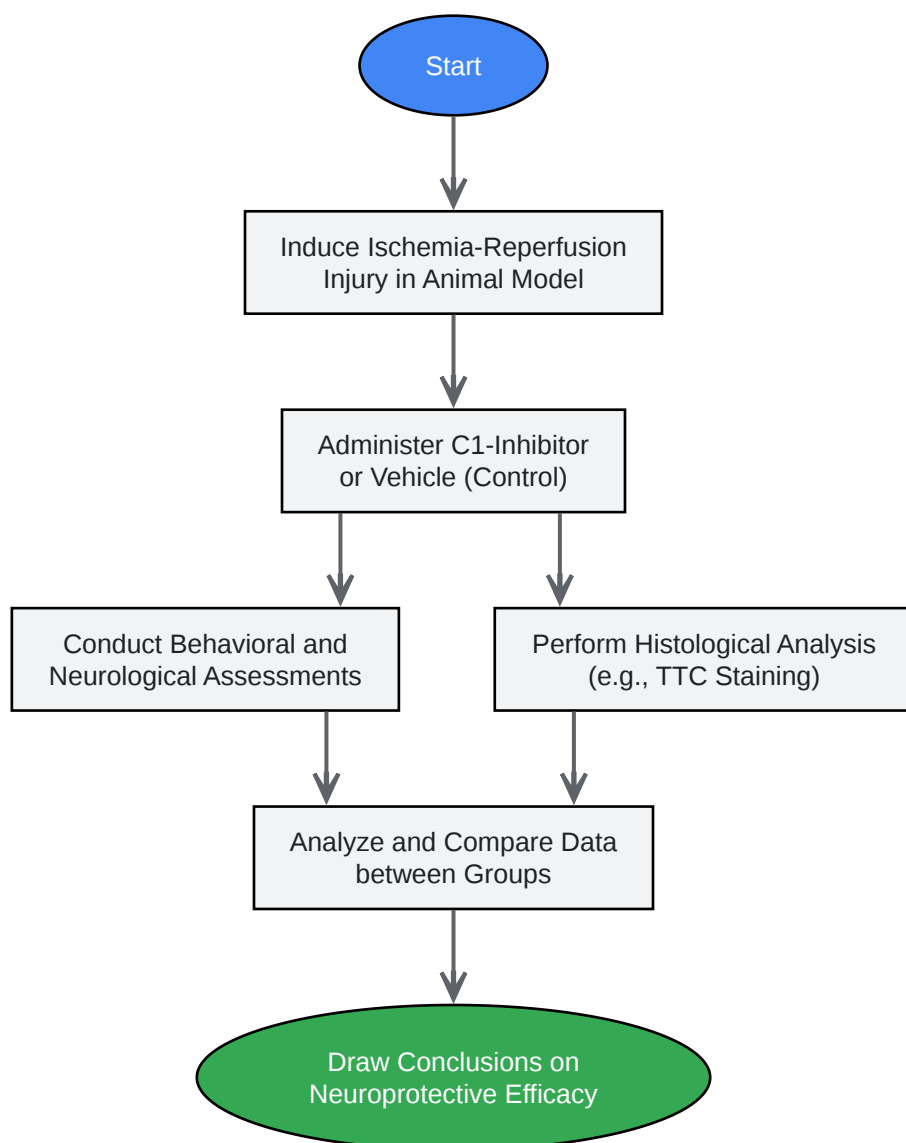 Start
Induce Ischemia-Reperfusion
Injury in Animal Model
Administer C1-Inhibitor
or Vehicle (Control)
Conduct Behavioral and
Neurological Assessments
Perform Histological Analysis
(e.g., TTC Staining)
Analyze and Compare Data
between Groups
Draw Conclusions on
Neuroprotective Efficacy